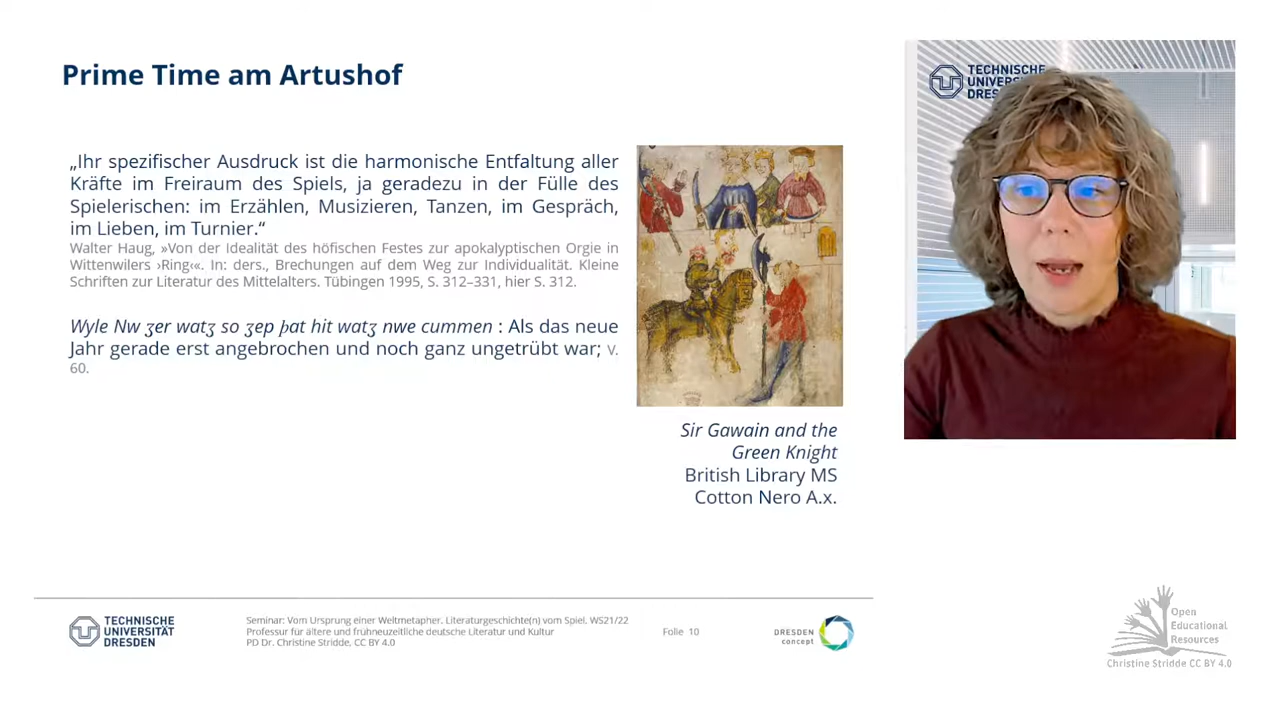 Prime Time am Artushof
„Ihr spezifischer Ausdruck ist die harmonische Entfaltung aller
Kräfte im Freiraum des Spiels, ja geradezu in der Fülle des
Spielerischen: im Erzählen, Musizieren, Tanzen, im Gespräch,
im Lieben, im Turnier.“
Walter Haug, »Von der Idealität des höfischen Festes zur apokalyptischen Orgie in
Wittenwilers ›Ring‹«. In: ders., Brechungen auf dem Weg zur Individualität. Kleine
Schriften zur Literatur des Mittelalters. Tübingen 1995, S. 312–331, hier S. 312.
Wyle Nw ʒer watʒ so ʒep þat hit watʒ nwe cummen : Als das neue
Jahr gerade erst angebrochen und noch ganz ungetrübt war; v.
60.
Sir Gawain and the
Green Knight
British Library MS
Cotton Nero A.x.
TECHNISCHE
UNIVERSITÄT
DRESDEN
Seminar: Vom Ursprung einer Weltmetapher. Literaturgeschichte(n) vom Spiel. WS21/22
Professur für ältere und frühneuzeitliche deutsche Literatur und Kultur
PD Dr. Christine Stridde, CC BY 4.0
Folie 10
DRESDEN
concept
TECHNISCHE
UNIVERS
DRES
Open
Educational
Resources
Christine Stridde CC BY 4.0